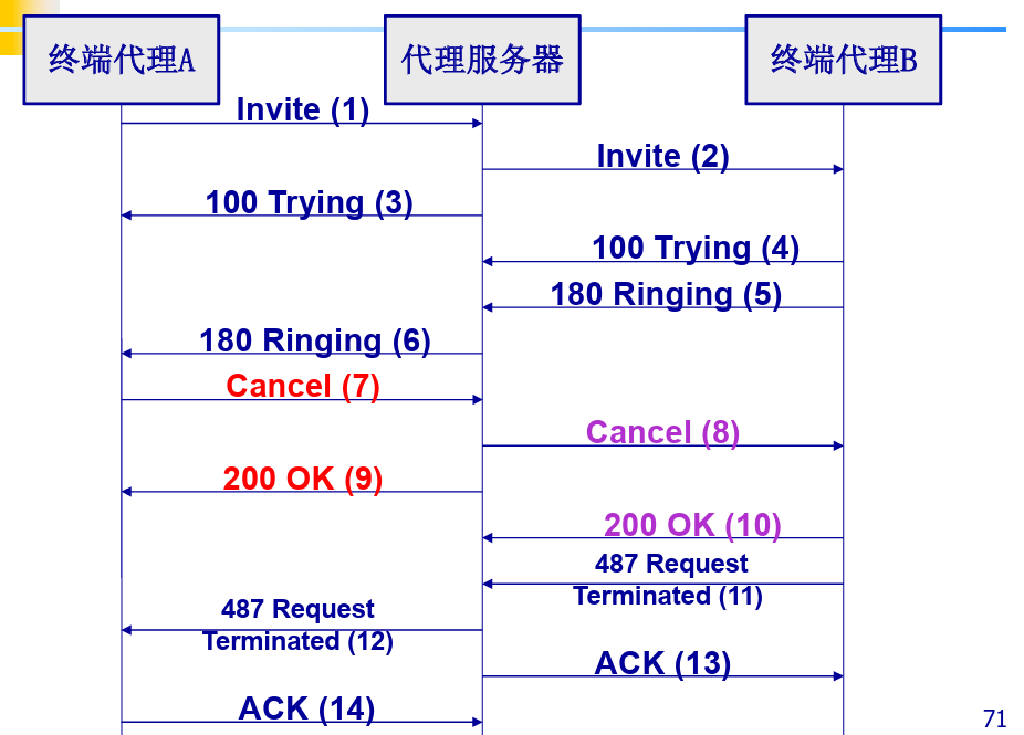 终端代理A
代理服务器
终端代理B
Invite (1)
Invite (2)
100 Trying (3)
100 Trying (4)
180 Ringing (5)
180 Ringing (6)
Cancel (7)
Cancel (8)
200 OK (9)
200 OK (10)
487 Request
Terminated (11)
487 Request
Terminated (12)
ACK (13)
ACK (14)
71